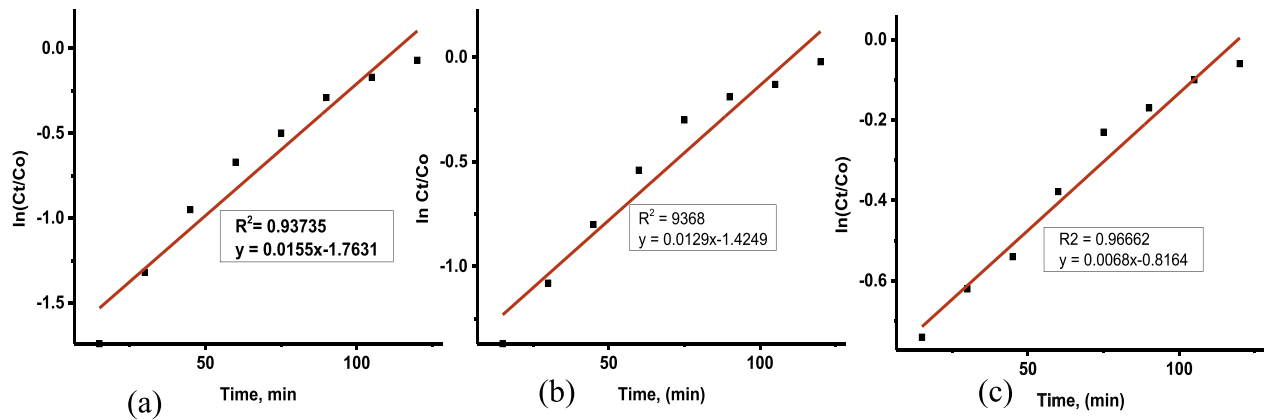 0.0
-0.5
-1.0
-1.5
ln(Ct/Co)
R²= 0.93735
y = 0.0155x-1.7631
50
100
Time, min
(a)
0.0
-0.5
-1.0
ln Ct/Co
R² = 9368
y = 0.0129x-1.4249
50
100
Time, (min)
(b)
0.0
-0.2
-0.4
-0.6
ln(Ct/Co)
R2 = 0.96662
y = 0.0068x-0.8164
50
100
Time, (min)
(c)